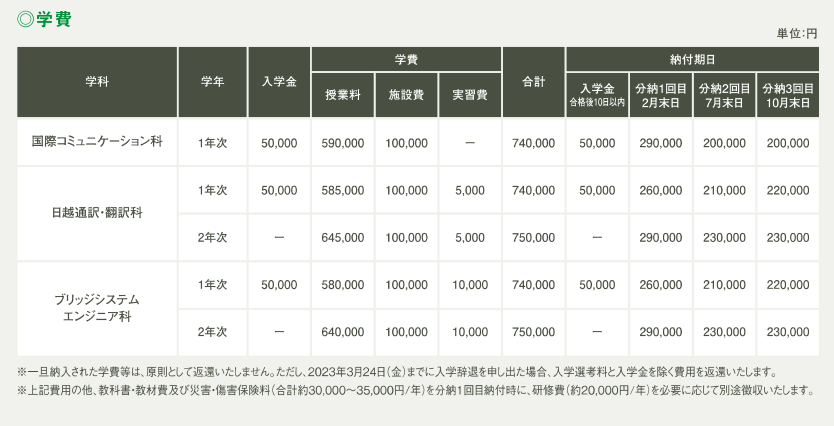 ◎学費
単位：円
学科 学年 入学金 学費 合計 納付期日
授業料 施設費 実習費 入学金 合格後10日以内 分納1回目 2月末日 分納2回目 7月末日 分納3回目 10月末日
国際コミュニケーション科 1年次 50,000 590,000 100,000 ー 740,000 50,000 290,000 200,000 200,000
日越通訳・翻訳科 1年次 50,000 585,000 100,000 5,000 740,000 50,000 260,000 210,000 220,000
2年次 ー 645,000 100,000 5,000 750,000 ー 290,000 230,000 230,000
ブリッジシステム
エンジニア科 1年次 50,000 580,000 100,000 10,000 740,000 50,000 260,000 210,000 220,000
2年次 ー 640,000 100,000 10,000 750,000 ー 290,000 230,000 230,000
※一旦納入された学費等は、原則として返還いたしません。ただし、2023年3月24日（金）までに入学辞退を申し出た場合、入学選考料と入学金を除く費用を返還いたします。
※上記費用の他、教科書・教材費及び災害・傷害保険料（合計約30,000～35,000円/年）を分納1回目納付時に、研修費（約20,000円/年）を必要に応じて別途徴収いたします。